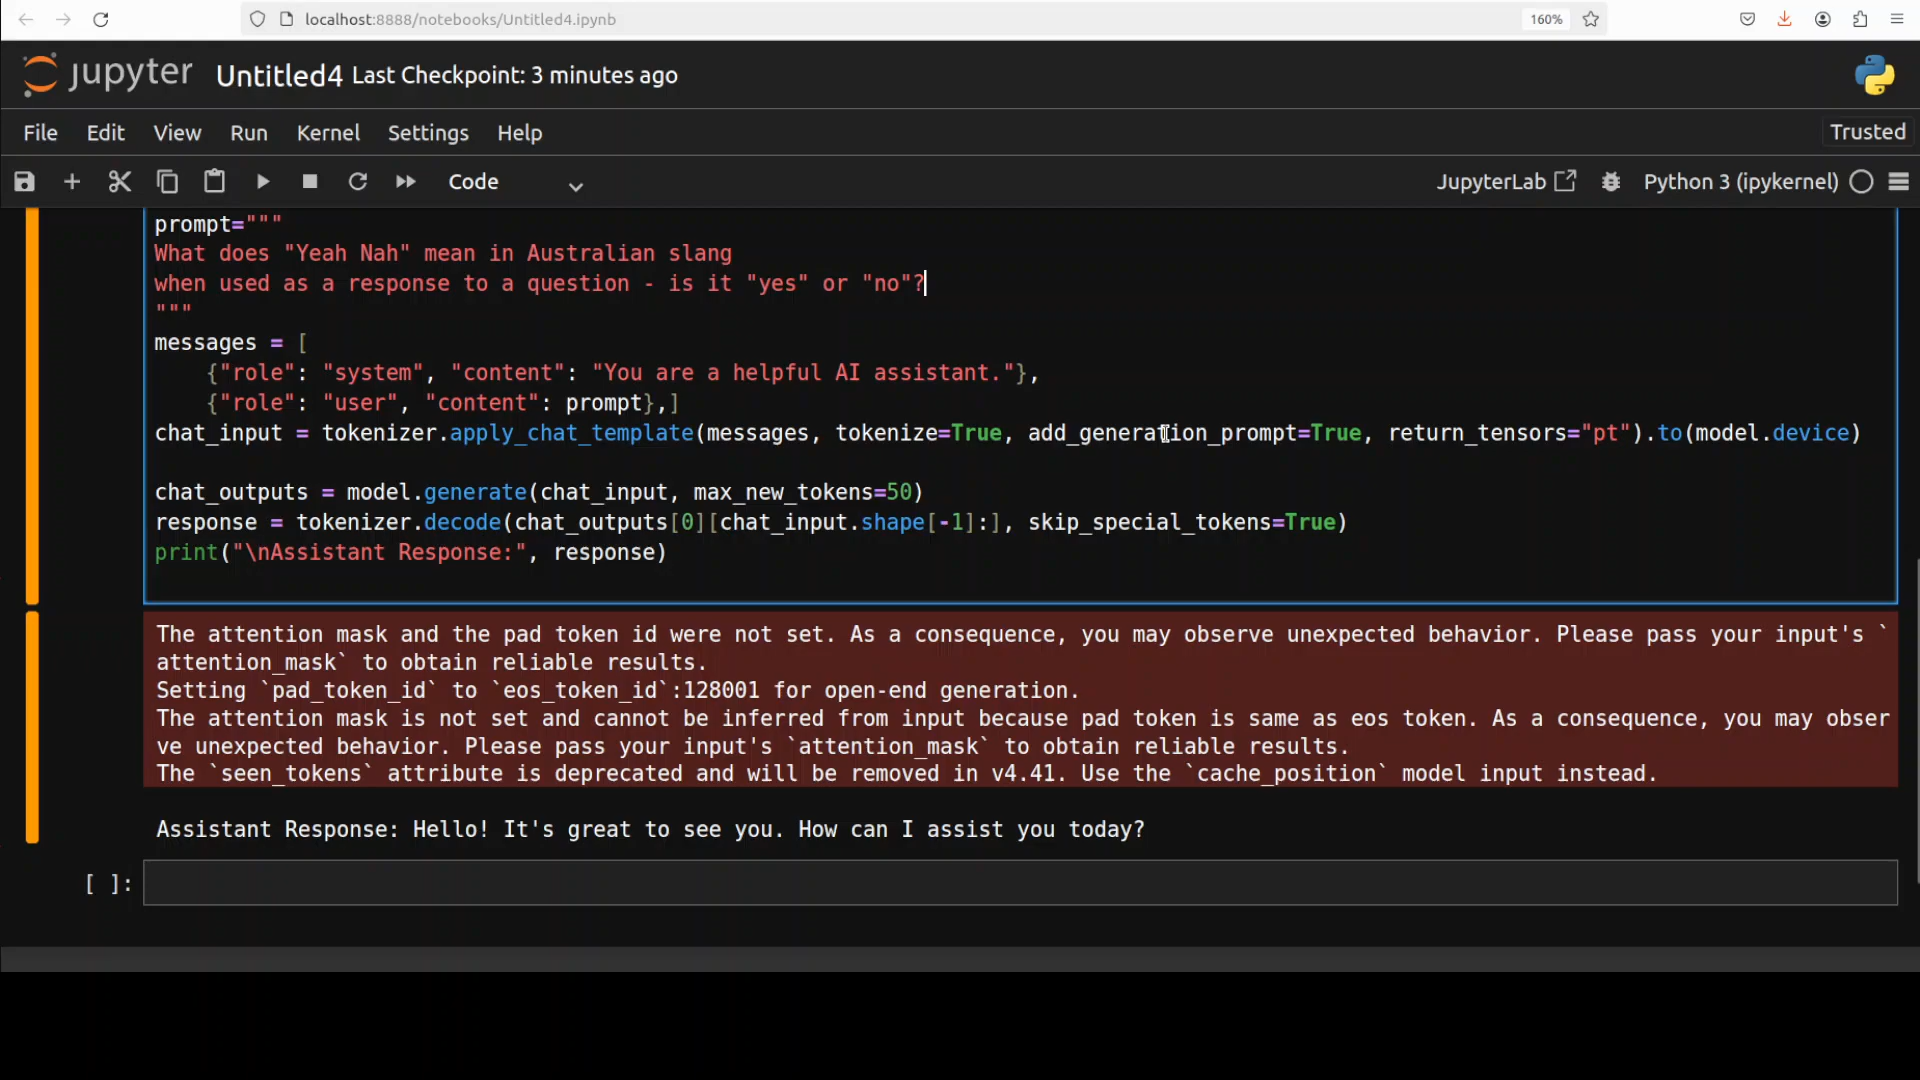 localhost:8888/notebooks/Untitled4.ipynb 160%
jupyter Untitled4 Last Checkpoint: 3 minutes ago
File Edit View Run Kernel Settings Help Trusted
Code JupyterLab Python 3 (ipykernel)
prompt="""
What does "Yeah Nah" mean in Australian slang
when used as a response to a question - is it "yes" or "no"?
"""
messages = [
    {"role": "system", "content": "You are a helpful AI assistant."},
    {"role": "user", "content": prompt},]
chat_input = tokenizer.apply_chat_template(messages, tokenize=True, add_generation_prompt=True, return_tensors="pt").to(model.device)
chat_outputs = model.generate(chat_input, max_new_tokens=50)
response = tokenizer.decode(chat_outputs[0][chat_input.shape[-1]:], skip_special_tokens=True)
print("\nAssistant Response:", response)
The attention mask and the pad token id were not set. As a consequence, you may observe unexpected behavior. Please pass your input's `
attention_mask` to obtain reliable results.
Setting `pad_token_id` to `eos_token_id`:128001 for open-end generation.
The attention mask is not set and cannot be inferred from input because pad token is same as eos token. As a consequence, you may obser
ve unexpected behavior. Please pass your input's `attention_mask` to obtain reliable results.
The `seen_tokens` attribute is deprecated and will be removed in v4.41. Use the `cache_position` model input instead.
Assistant Response: Hello! It's great to see you. How can I assist you today?
[ ]: